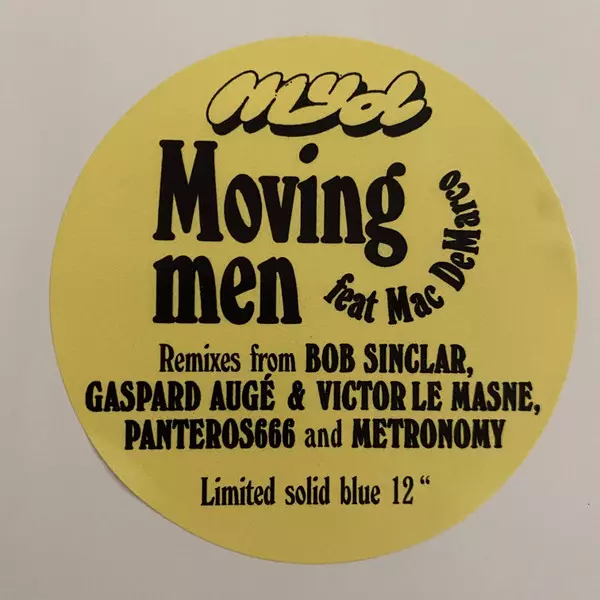 Myd
Moving
men
feat Mac DeMarco
Remixes from BOB SINCLAR,
GASPARD AUGÉ & VICTOR LE MASNE,
PANTEROS666 and METRONOMY
Limited solid blue 12“